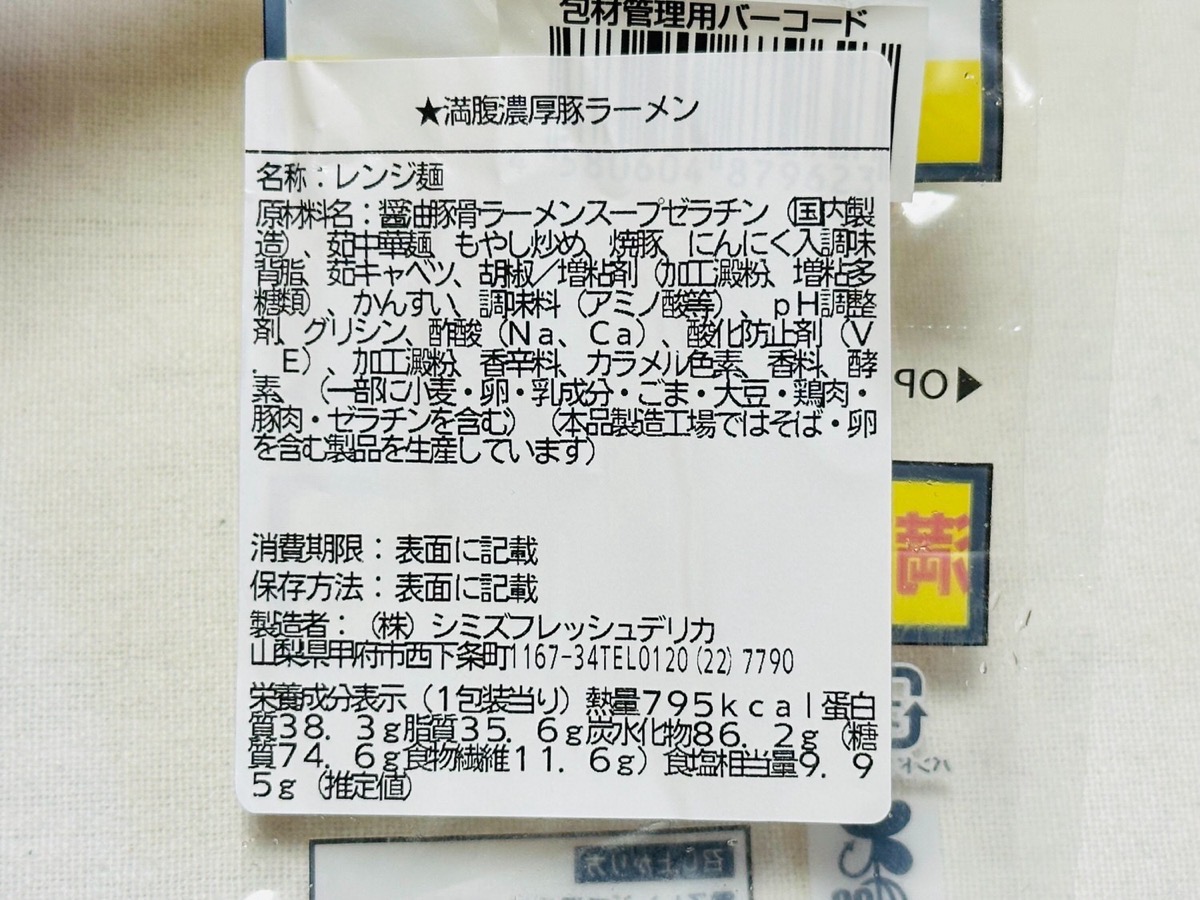 包材管理用バーコード
★満腹濃厚豚ラーメン
名称：レンジ麺
原材料名：醤油豚骨ラーメンスープゼラチン（国内製
造）、茹中華麺、もやし炒め、焼豚、にんにく入調味
背脂、茹キャベツ、胡椒／増粘剤（加工澱粉、増粘多
糖類）、かんすい、調味料（アミノ酸等）、ｐＨ調整
剤、グリシン、酢酸（Ｎａ、Ｃａ）、酸化防止剤（Ｖ
．Ｅ）、加工澱粉、香辛料、カラメル色素、香料、酵
素、（一部に小麦・卵・乳成分・ごま・大豆・鶏肉・
豚肉・ゼラチンを含む）（本品製造工場ではそば・卵
を含む製品を生産しています）
消費期限：表面に記載
保存方法：表面に記載
製造者：（株）シミズフレッシュデリカ
山梨県甲府市西下条町1167-34TEL0120(22)7790
栄養成分表示（１包装当り）熱量７９５ｋｃａｌ蛋白
質３８．３ｇ脂質３５．６ｇ炭水化物８６．２ｇ（糖
質７４．６ｇ食物繊維１１．６ｇ）食塩相当量９．９
５ｇ（推定値）
OP
満
召し上がり方